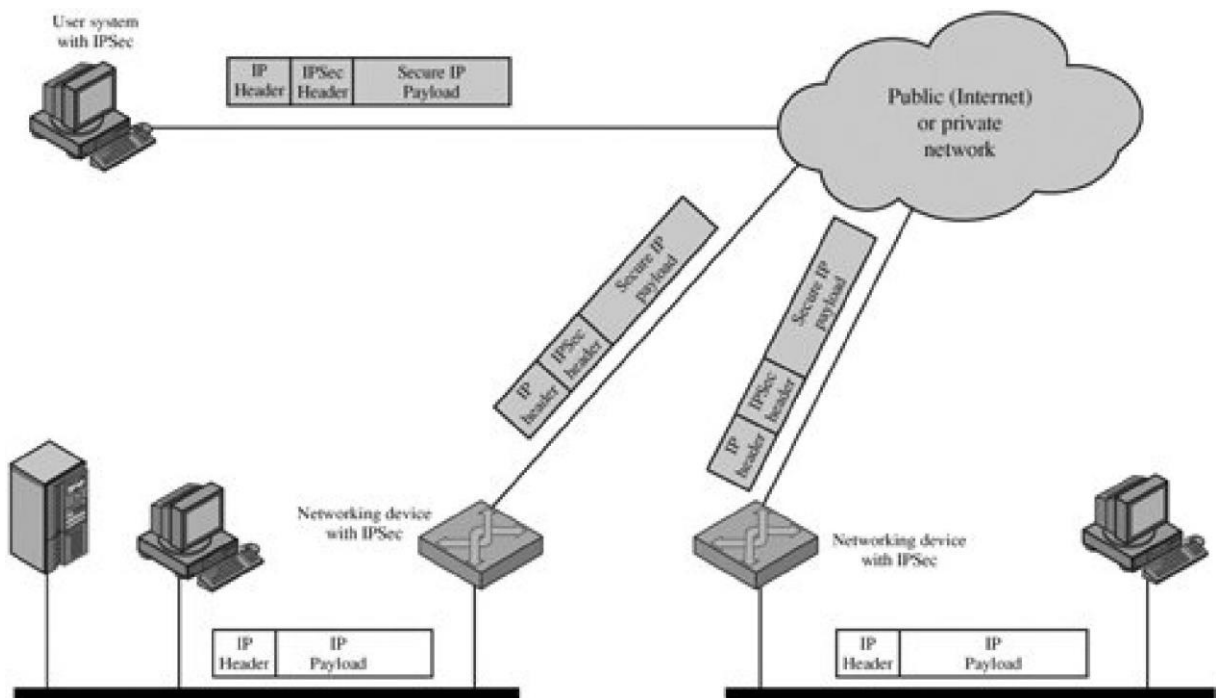 User system
with IPSec
IP
Header
IPSec
Header
Secure IP
Payload
Public (Internet)
or private
network
Secure IP
payload
IPSec
header
IP
header
Secure IP
payload
IPSec
header
IP
header
Networking device
with IPSec
Networking device
with IPSec
IP
Header
IP
Payload
IP
Header
IP
Payload